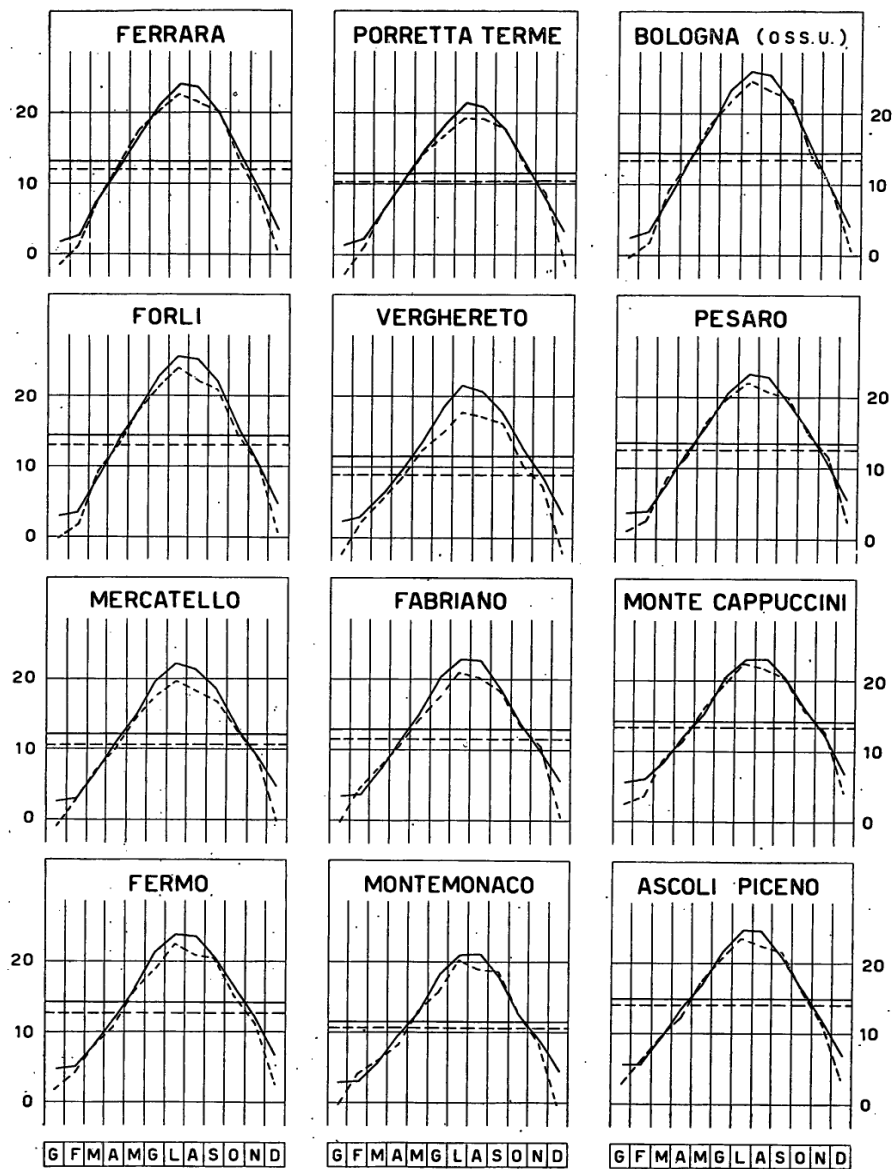 FERRARA PORRETTA TERME BOLOGNA (OSS.U.)
20 20
10 10
0 0
FORLI VERGHERETO PESARO
20 20
10 10
0 0
MERCATELLO FABRIANO MONTE CAPPUCCINI
20 20
10 10
0 0
FERMO MONTEMONACO ASCOLI PICENO
20 20
10 10
0 0
G F M A M G L A S O N D G F M A M G L A S O N D G F M A M G L A S O N D